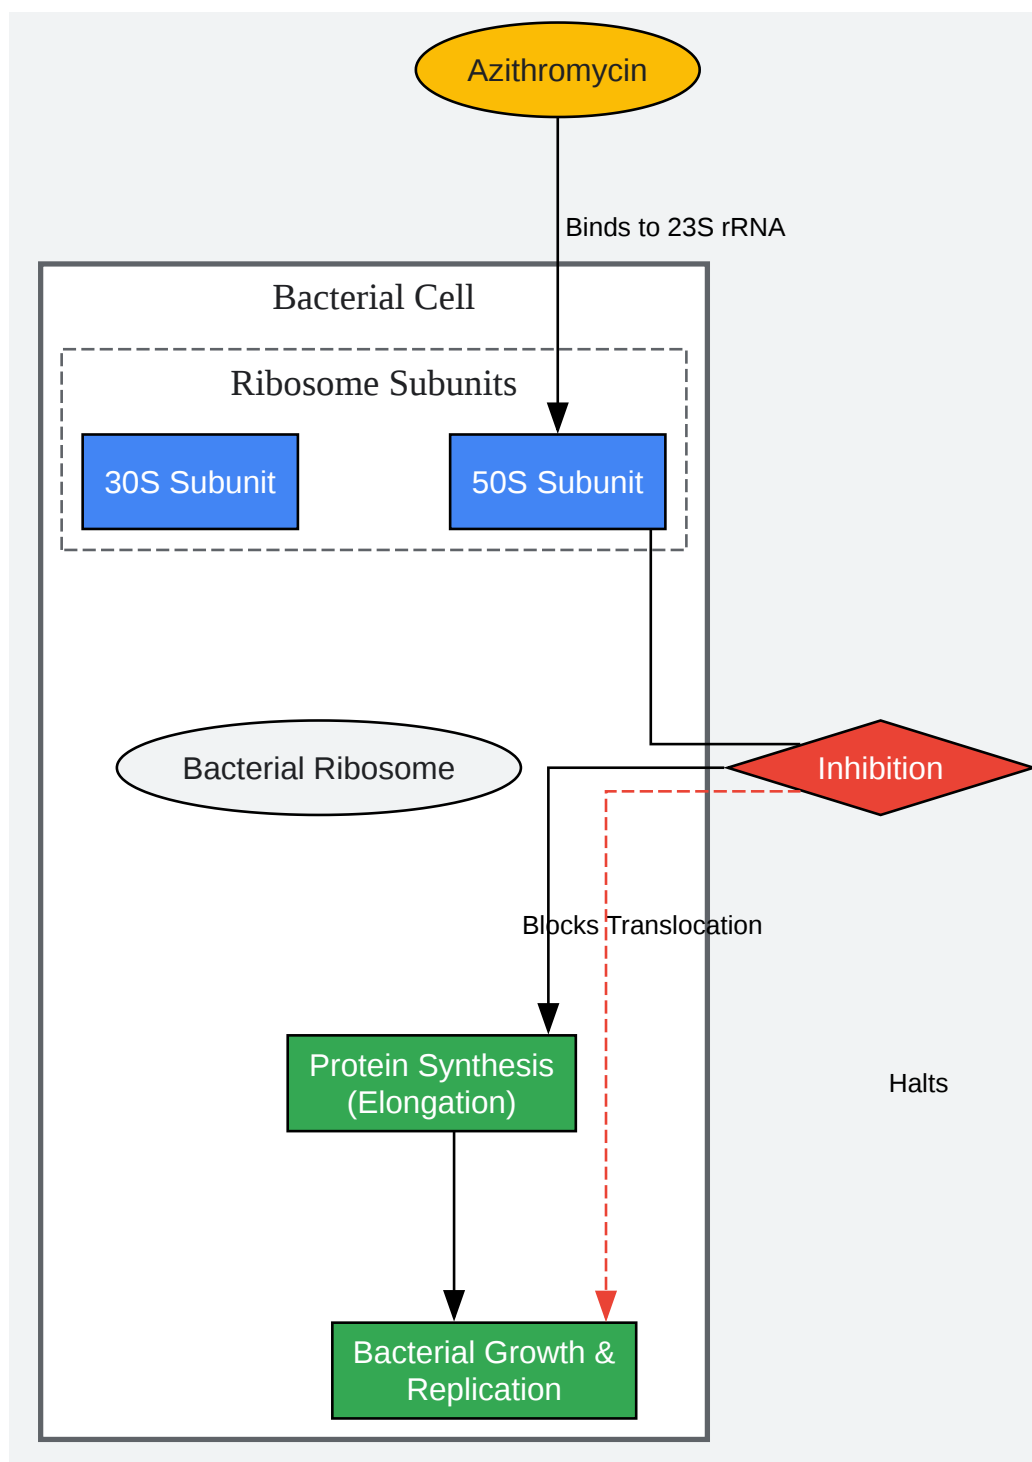 Azithromycin
Binds to 23S rRNA
Bacterial Cell
Ribosome Subunits
30S Subunit
50S Subunit
Bacterial Ribosome
Inhibition
Blocks Translocation
Protein Synthesis
(Elongation)
Halts
Bacterial Growth &
Replication